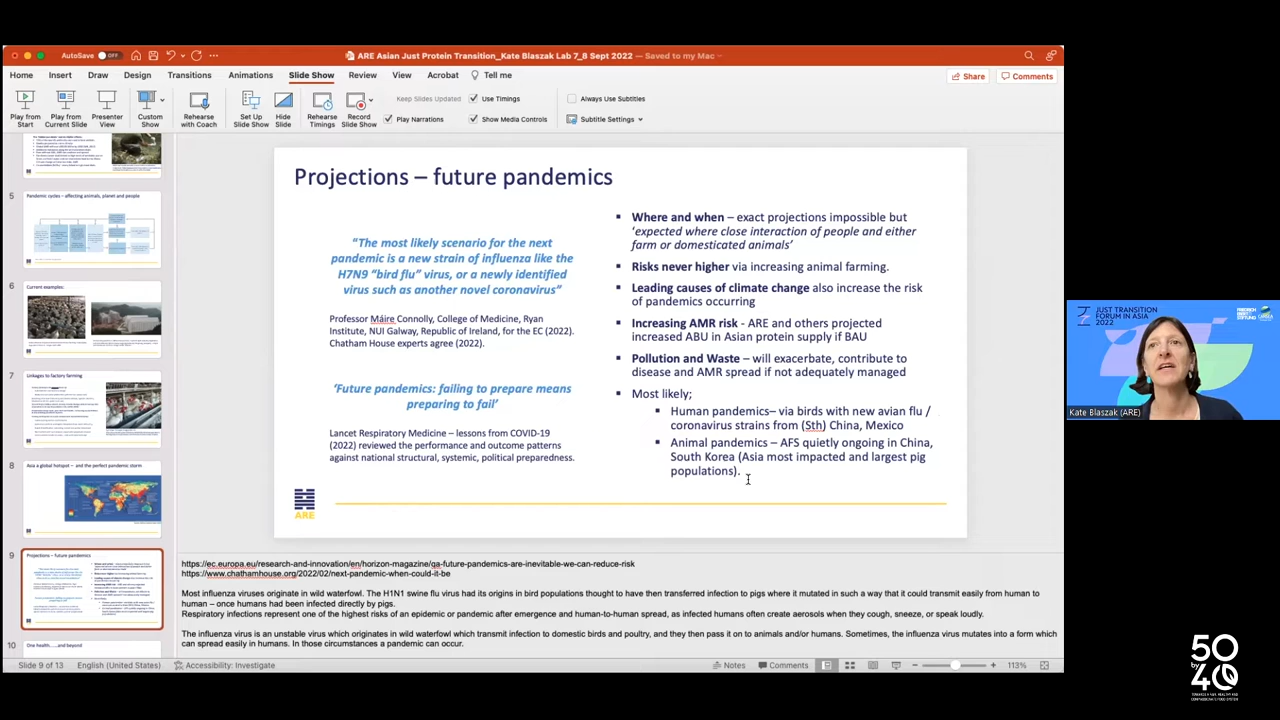 AutoSave OFF
ARE Asian Just Protein Transition_Kate Blaszak Lab 7_8 Sept 2022 — Saved to my Mac
Home Insert Draw Design Transitions Animations Slide Show Review View Acrobat Tell me
Share Comments
Play from Start
Play from Current Slide
Presenter View
Custom Show
Rehearse with Coach
Set Up Slide Show
Hide Slide
Rehearse Timings
Record Slide Show
Keep Slides Updated
Play Narrations
Use Timings
Show Media Controls
Always Use Subtitles
Subtitle Settings
5
Pandemic cycles – affecting animals, planet and people
6
Current examples:
7
Linkages to factory farming
8
Asia a global hotspot – and the perfect pandemic storm
9
Projections – future pandemics
10
One health......and beyond
Projections – future pandemics
"The most likely scenario for the next
pandemic is a new strain of influenza like the
H7N9 "bird flu" virus, or a newly identified
virus such as another novel coronavirus"
Professor Máire Connolly, College of Medicine, Ryan
Institute, NUI Galway, Republic of Ireland, for the EC (2022).
Chatham House experts agree (2022).
'Future pandemics: failing to prepare means
preparing to fail'
Lancet Respiratory Medicine – lessons from COVID-19
(2022) reviewed the performance and outcome patterns
against national structural, systemic, political preparedness.
ARE
Where and when – exact projections impossible but
'expected where close interaction of people and either
farm or domesticated animals'
Risks never higher via increasing animal farming.
Leading causes of climate change also increase the risk
of pandemics occurring
Increasing AMR risk - ARE and others projected
increased ABU in Asian protein supply if BAU
Pollution and Waste – will exacerbate, contribute to
disease and AMR spread if not adequately managed
Most likely;
Human pandemics– via birds with new avian flu /
coronavirus strains from (Sth) China, Mexico
Animal pandemics – AFS quietly ongoing in China,
South Korea (Asia most impacted and largest pig
populations).
https://ec.europa.eu/research-and-innovation/en/horizon-magazine/qa-future-pandemics-are-inevitable-we-can-reduce-risk
https://www.chathamhouse.org/2022/02/next-pandemic-when-could-it-be
Most influenza viruses originate in wild waterfowl. The H1N1 swine flu virus had its origins in bird populations thought to have then transferred infection to pigs, where it mutated in such a way that it could transmit easily from human to
human – once humans had been infected directly by pigs.
Respiratory infections represent one of the highest risks of an epidemic or pandemic after emergence and human-to-human spread, as infected humans often create aerosols when they cough, sneeze, or speak loudly.
The influenza virus is an unstable virus which originates in wild waterfowl which transmit infection to domestic birds and poultry, and they then pass it on to animals and/or humans. Sometimes, the influenza virus mutates into a form which
can spread easily in humans. In those circumstances a pandemic can occur.
Slide 9 of 13 English (United States) Accessibility: Investigate Notes Comments 113%
JUST TRANSITION
FORUM IN ASIA
2022
Kate Blaszak (ARE)
50
by
40